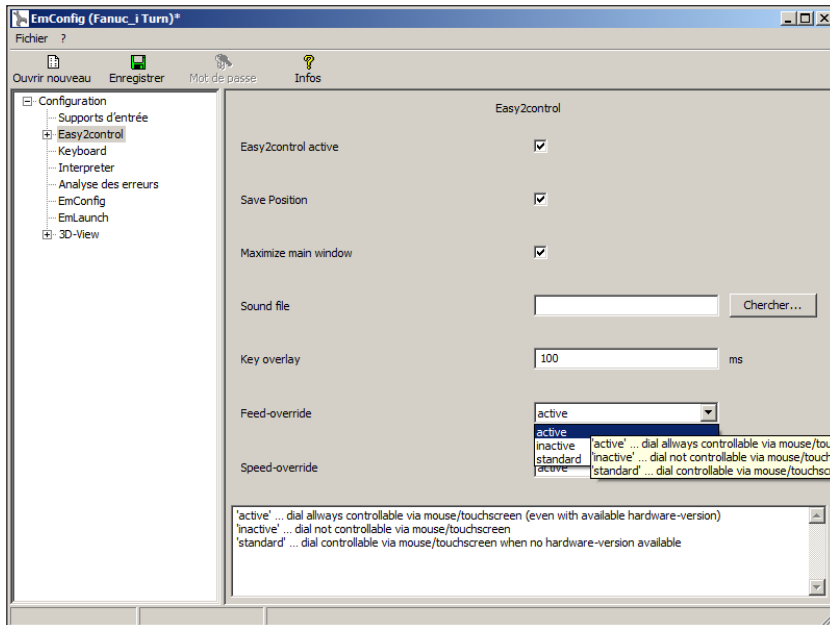 EmConfig (Fanuc_i Turn)*
Fichier ?
Ouvrir nouveau Enregistrer Mot de passe Infos
Configuration
Supports d'entrée
Easy2control
Keyboard
Interpreter
Analyse des erreurs
EmConfig
EmLaunch
3D-View
Easy2control
Easy2control active
Save Position
Maximize main window
Sound file Chercher...
Key overlay 100 ms
Feed-override active
active
inactive
standard
'active' ... dial allways controllable via mouse/tou
'inactive' ... dial not controllable via mouse/touch
'standard' ... dial controllable via mouse/touchscr
Speed-override active
'active' ... dial allways controllable via mouse/touchscreen (even with available hardware-version)
'inactive' ... dial not controllable via mouse/touchscreen
'standard' ... dial controllable via mouse/touchscreen when no hardware-version available